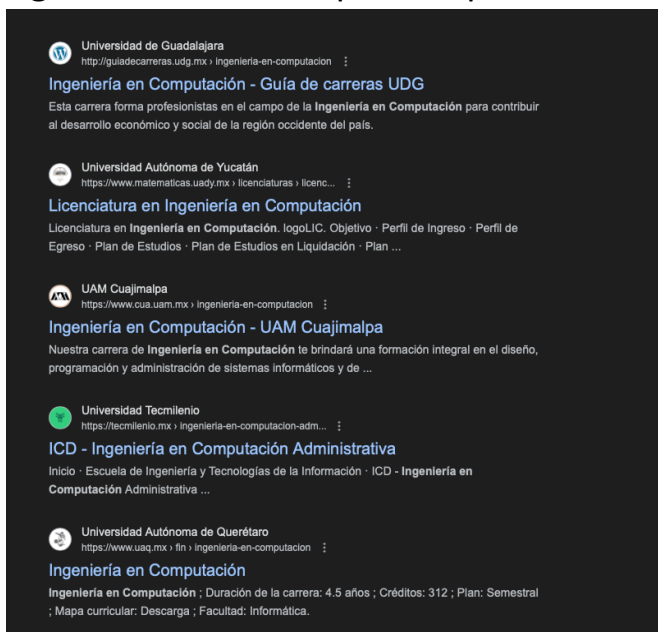 Universidad de Guadalajara
http://guiadecarreras.udg.mx › ingenieria-en-computacion
Ingeniería en Computación - Guía de carreras UDG
Esta carrera forma profesionistas en el campo de la Ingeniería en Computación para contribuir
al desarrollo económico y social de la región occidente del país.
Universidad Autónoma de Yucatán
https://www.matematicas.uady.mx › licenciaturas › licenc...
Licenciatura en Ingeniería en Computación
Licenciatura en Ingeniería en Computación. logoLIC. Objetivo · Perfil de Ingreso · Perfil de
Egreso · Plan de Estudios · Plan de Estudios en Liquidación · Plan ...
UAM Cuajimalpa
https://www.cua.uam.mx › ingenieria-en-computacion
Ingeniería en Computación - UAM Cuajimalpa
Nuestra carrera de Ingeniería en Computación te brindará una formación integral en el diseño,
programación y administración de sistemas informáticos y de ...
Universidad Tecmilenio
https://tecmilenio.mx › ingenieria-en-computacion-adm...
ICD - Ingeniería en Computación Administrativa
Inicio · Escuela de Ingeniería y Tecnologías de la Información · ICD - Ingeniería en
Computación Administrativa ...
Universidad Autónoma de Querétaro
https://www.uaq.mx › fin › ingenieria-en-computacion
Ingeniería en Computación
Ingeniería en Computación ; Duración de la carrera: 4.5 años ; Créditos: 312 ; Plan: Semestral
; Mapa curricular: Descarga ; Facultad: Informática.